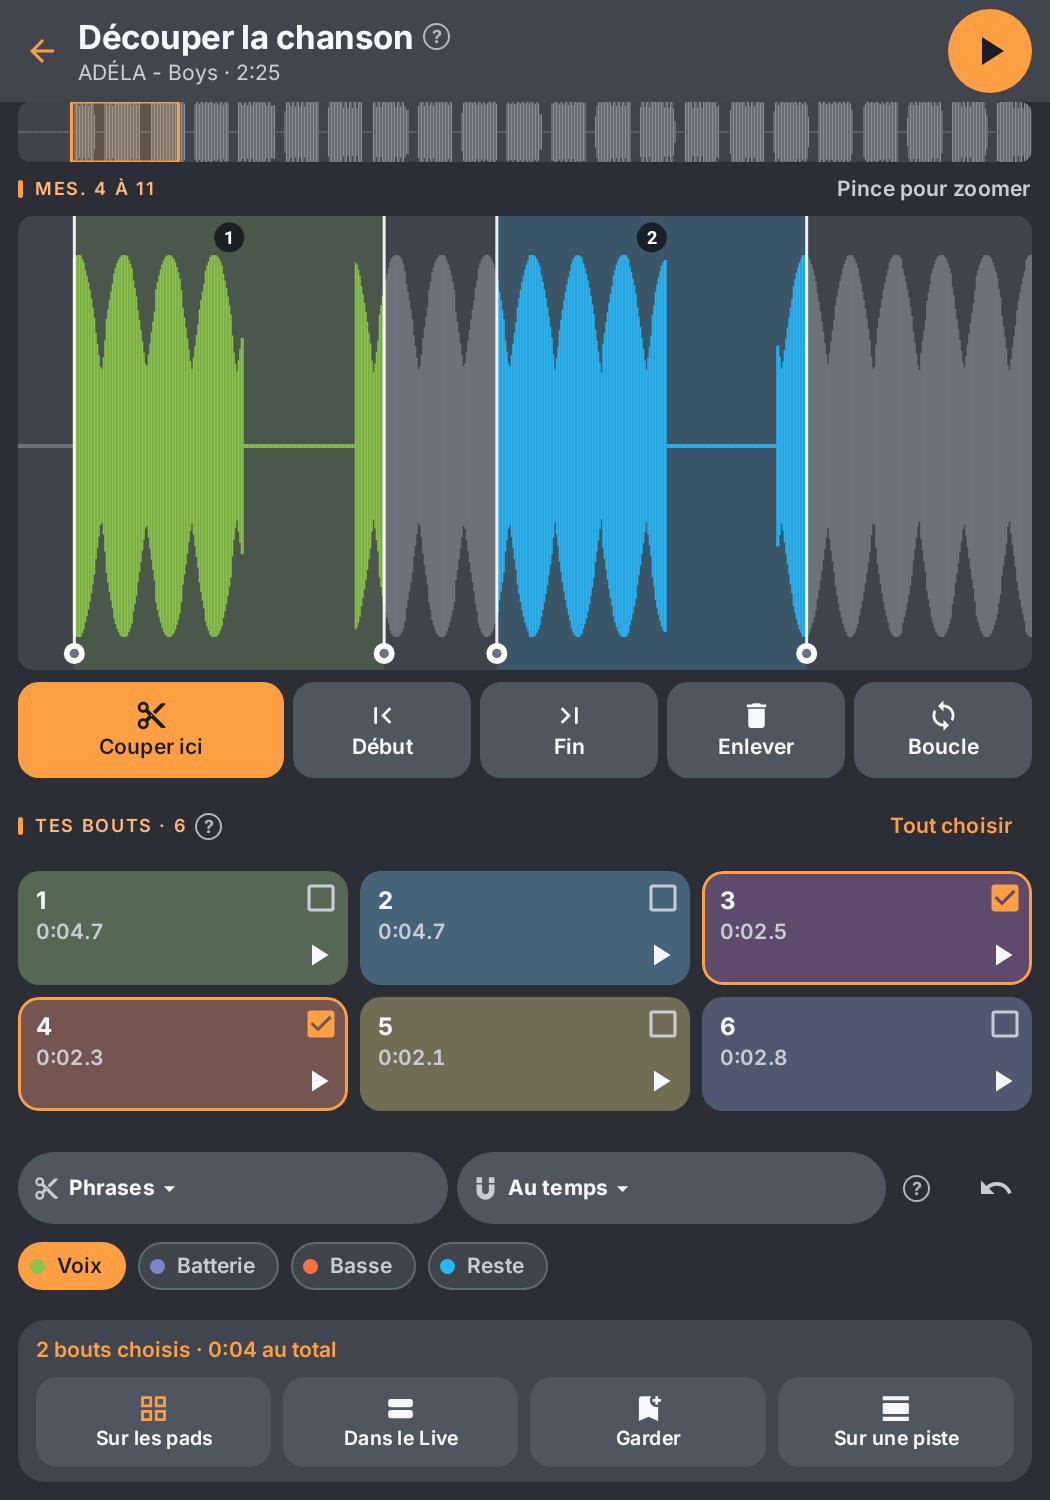 Découper la chanson ?
ADÉLA - Boys · 2:25
MES. 4 À 11
Pince pour zoomer
1
2
Couper ici
Début
Fin
Enlever
Boucle
TES BOUTS · 6 ?
Tout choisir
1
0:04.7
2
0:04.7
3
0:02.5
4
0:02.3
5
0:02.1
6
0:02.8
Phrases
Au temps
?
Voix
Batterie
Basse
Reste
2 bouts choisis · 0:04 au total
Sur les pads
Dans le Live
Garder
Sur une piste